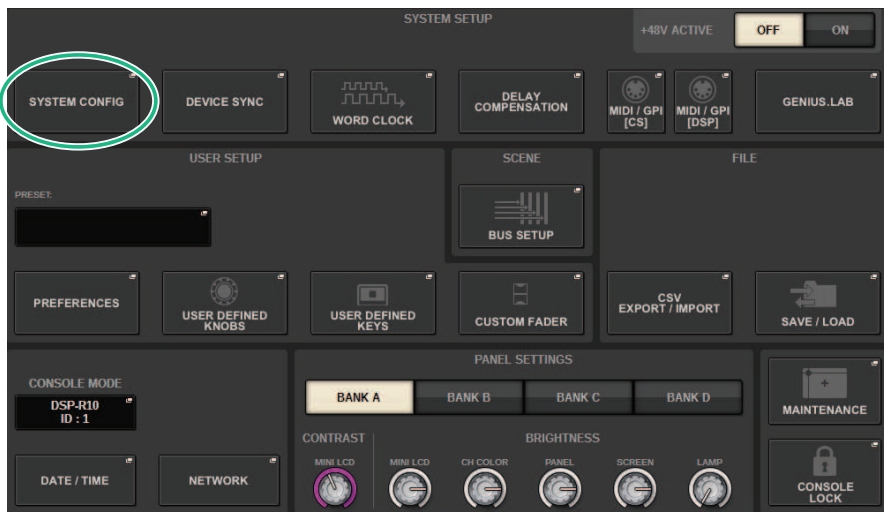 SYSTEM SETUP
+48V ACTIVE
OFF
ON
SYSTEM CONFIG
DEVICE SYNC
WORD CLOCK
DELAY
COMPENSATION
MIDI / GPI
[CS]
MIDI / GPI
[DSP]
GENIUS.LAB
USER SETUP
SCENE
FILE
PRESET:
BUS SETUP
PREFERENCES
USER DEFINED
KNOBS
USER DEFINED
KEYS
CUSTOM FADER
CSV
EXPORT / IMPORT
SAVE / LOAD
CONSOLE MODE
DSP-R10
ID : 1
PANEL SETTINGS
BANK A
BANK B
BANK C
BANK D
MAINTENANCE
CONTRAST
BRIGHTNESS
MINI LCD
MINI LCD
CH COLOR
PANEL
SCREEN
LAMP
DATE / TIME
NETWORK
CONSOLE
LOCK